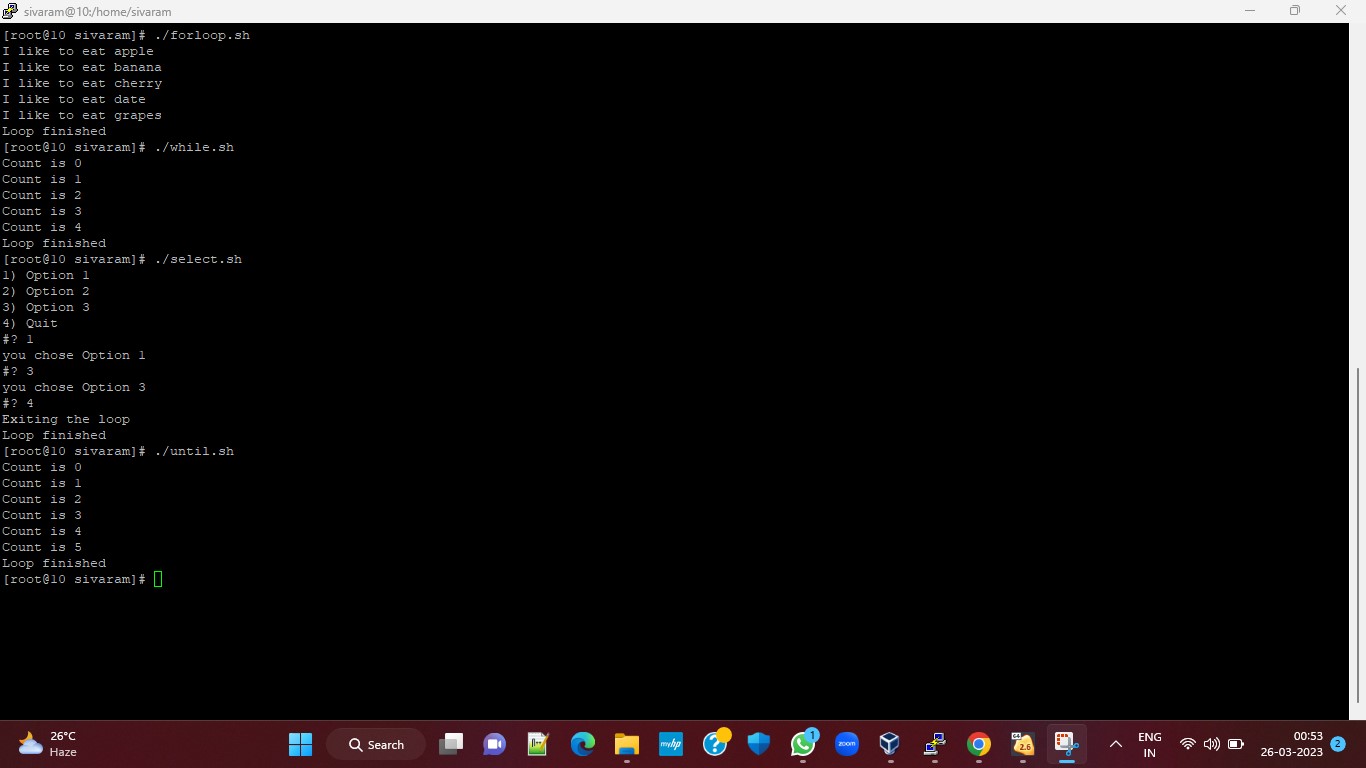 sivaram@10:/home/sivaram
[root@10 sivaram]# ./forloop.sh
I like to eat apple
I like to eat banana
I like to eat cherry
I like to eat date
I like to eat grapes
Loop finished
[root@10 sivaram]# ./while.sh
Count is 0
Count is 1
Count is 2
Count is 3
Count is 4
Loop finished
[root@10 sivaram]# ./select.sh
1) Option 1
2) Option 2
3) Option 3
4) Quit
#? 1
you chose Option 1
#? 3
you chose Option 3
#? 4
Exiting the loop
Loop finished
[root@10 sivaram]# ./until.sh
Count is 0
Count is 1
Count is 2
Count is 3
Count is 4
Count is 5
Loop finished
[root@10 sivaram]#
26°C
Haze
Search
myhp
1
zoom
64
2.6
ENG
IN
00:53
26-03-2023
2